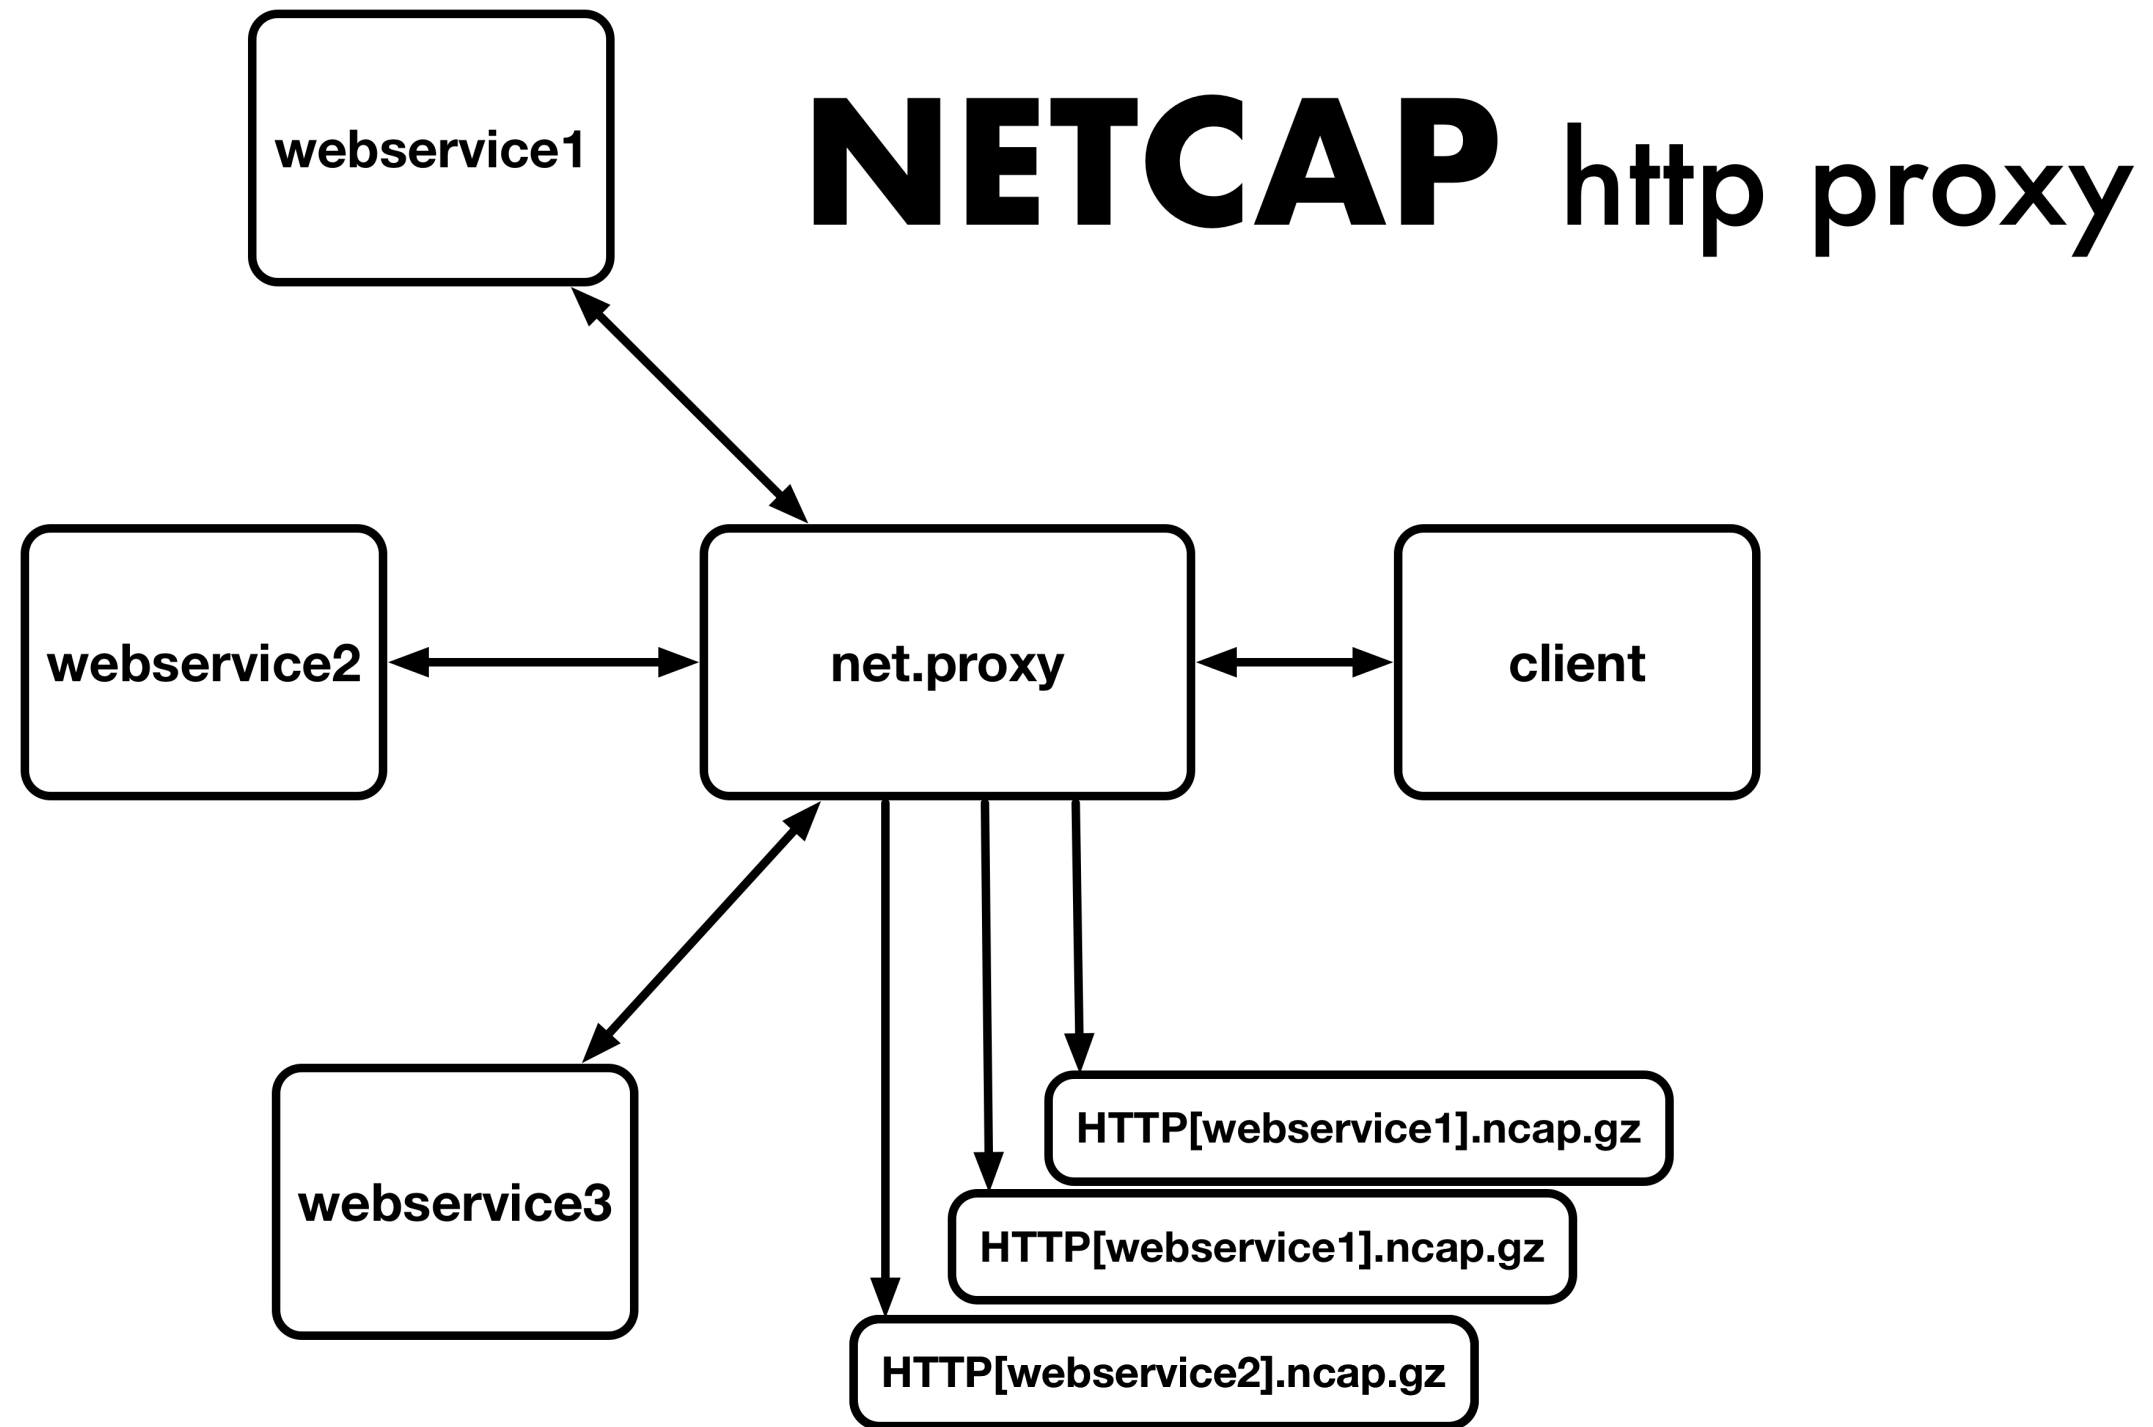 webservice1
NETCAP http proxy
webservice2
net.proxy
client
webservice3
HTTP[webservice1].ncap.gz
HTTP[webservice1].ncap.gz
HTTP[webservice2].ncap.gz